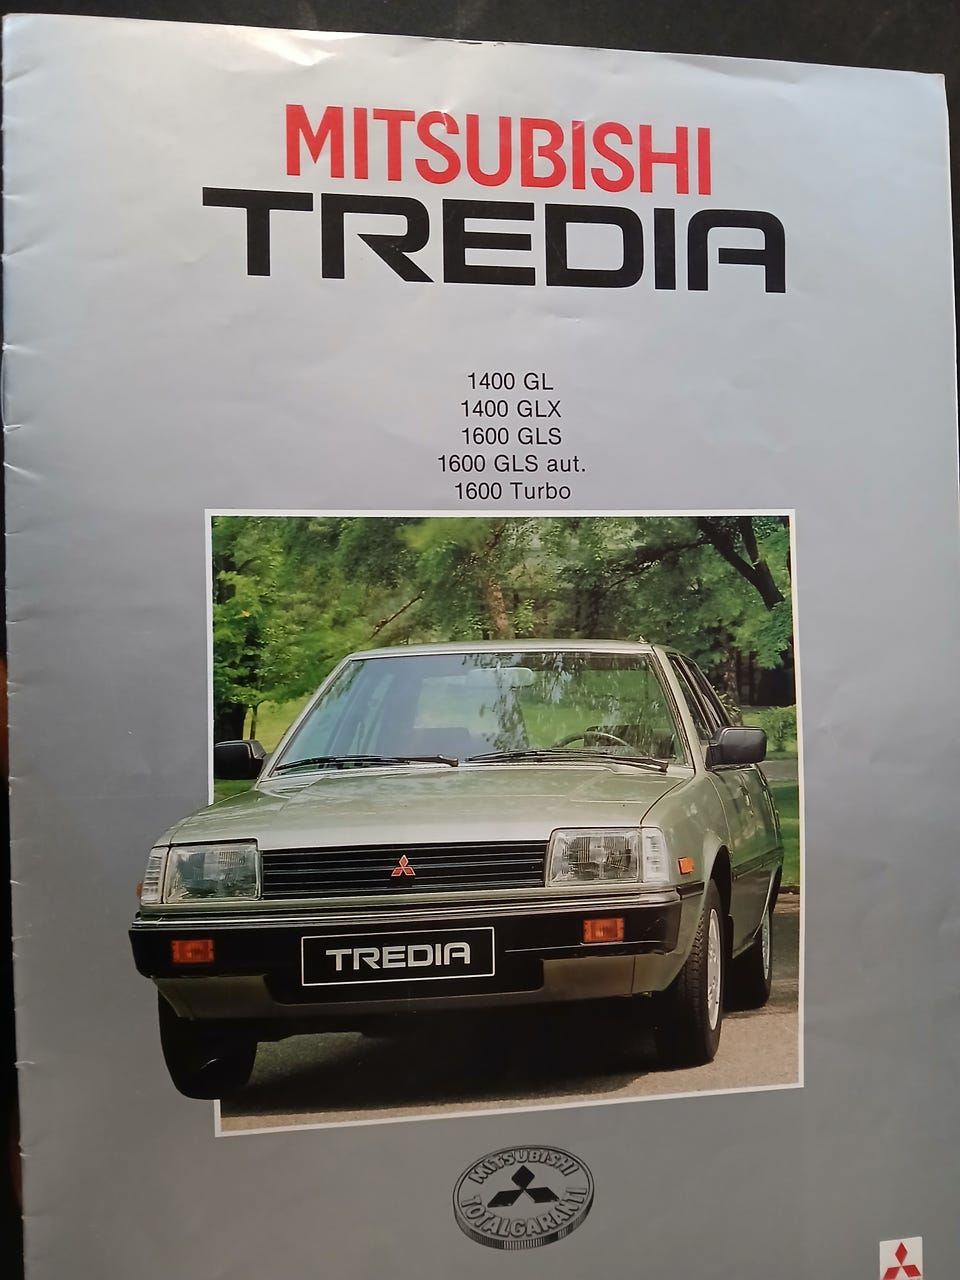 MITSUBISHI
TREDIA
1400 GL
1400 GLX
1600 GLS
1600 GLS aut.
1600 Turbo
TREDIA
MITSUBISHI
TOTALGARANTI